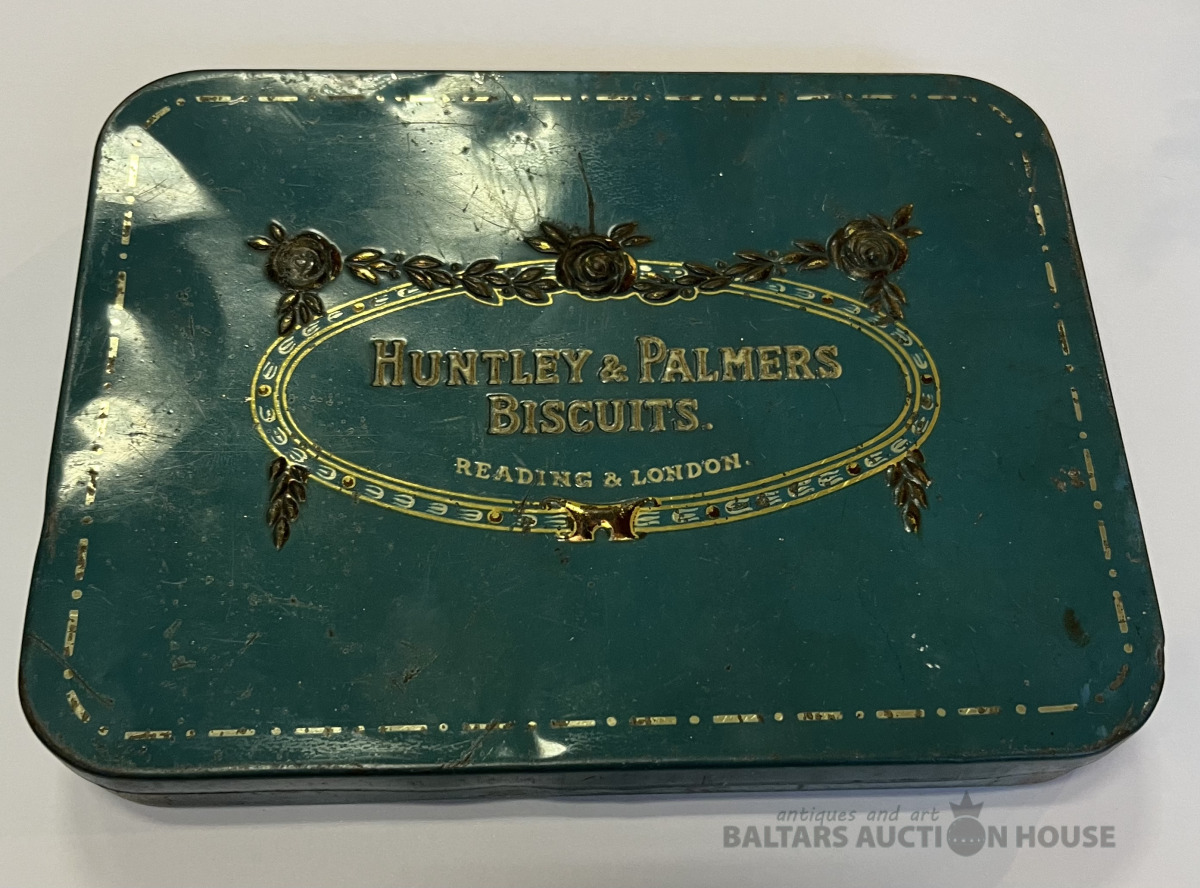 HUNTLEY & PALMERS
BISCUITS.
READING & LONDON.
antiques and art
BALTARS AUCTION HOUSE